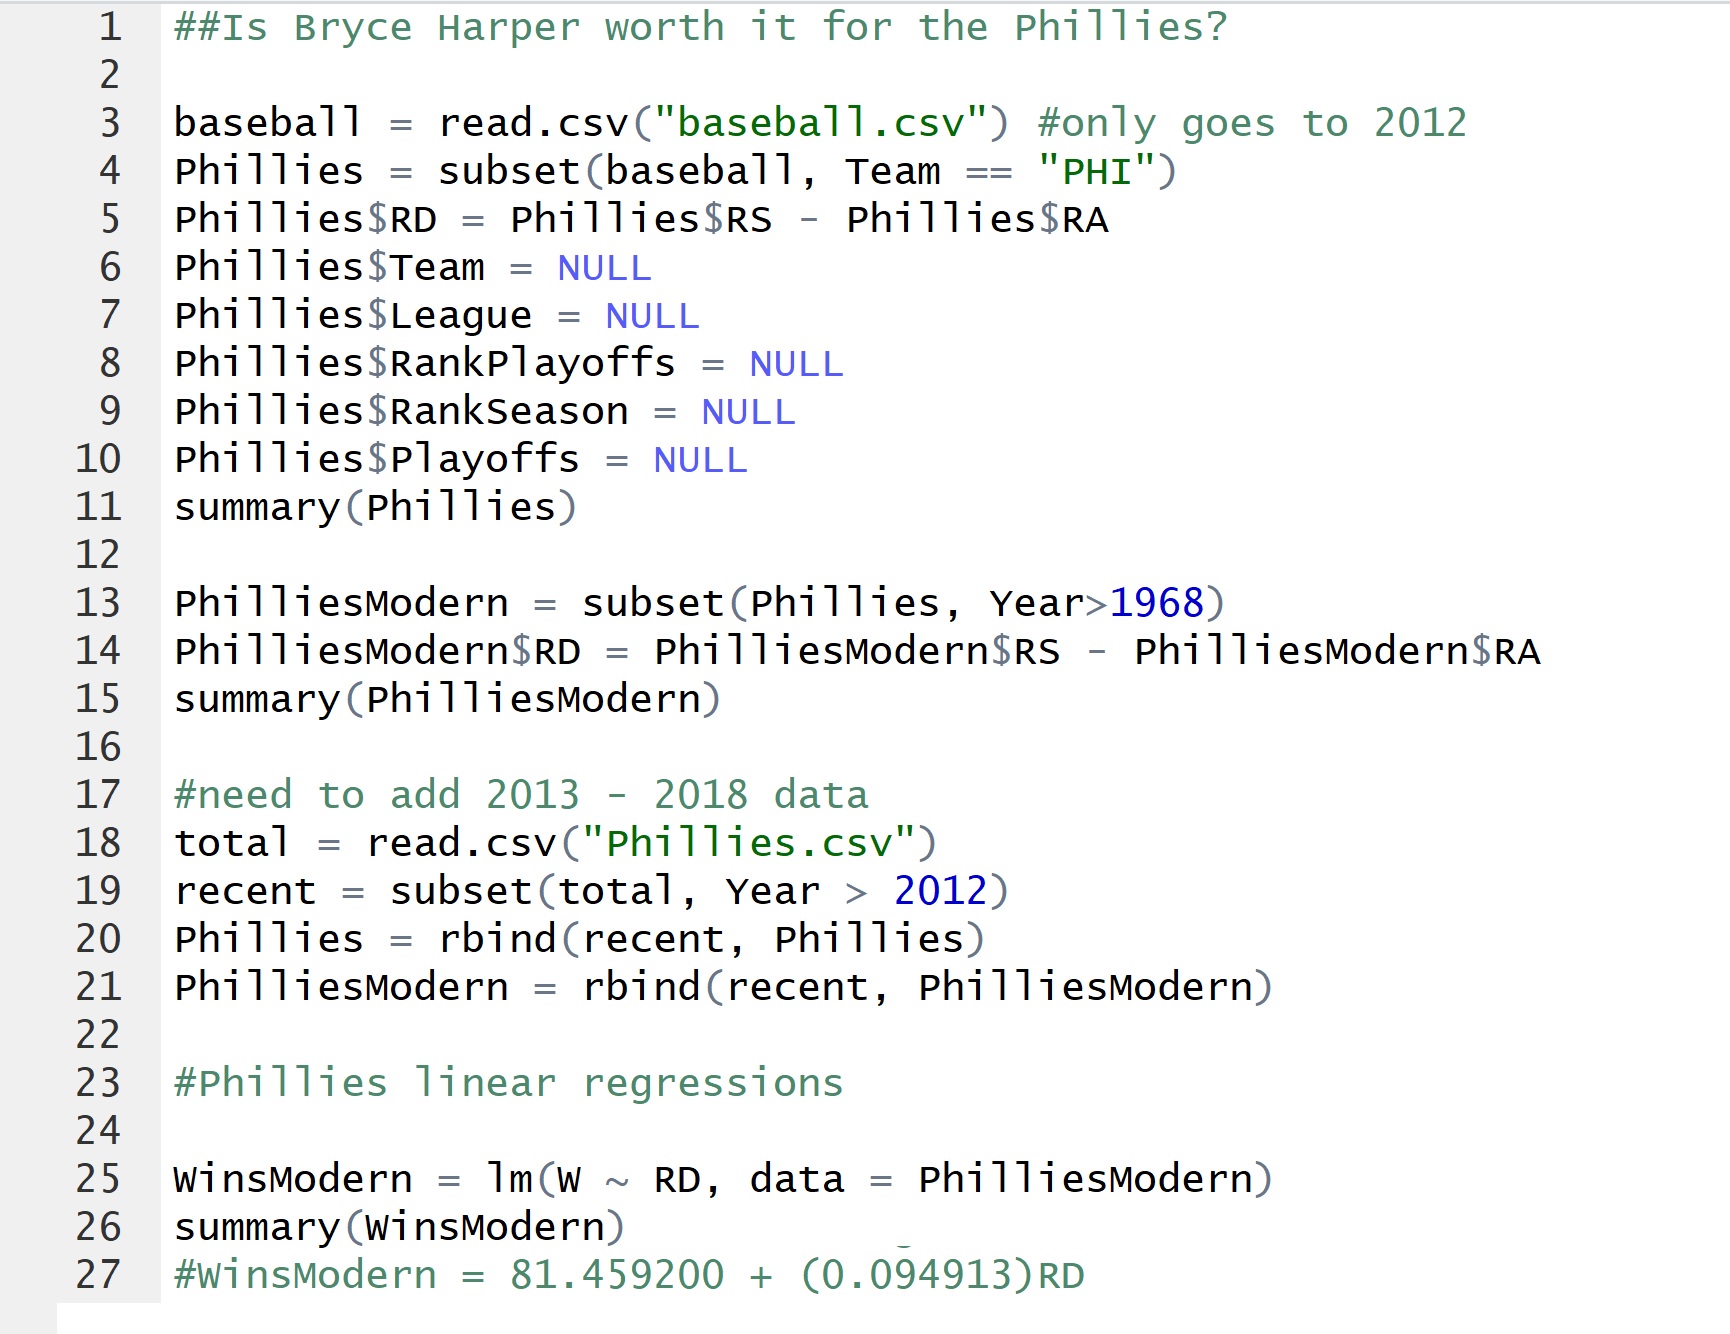 1 ##Is Bryce Harper worth it for the Phillies?
2
3 baseball = read.csv("baseball.csv") #only goes to 2012
4 Phillies = subset(baseball, Team == "PHI")
5 Phillies$RD = Phillies$RS - Phillies$RA
6 Phillies$Team = NULL
7 Phillies$League = NULL
8 Phillies$RankPlayoffs = NULL
9 Phillies$RankSeason = NULL
10 Phillies$Playoffs = NULL
11 summary(Phillies)
12
13 PhilliesModern = subset(Phillies, Year>1968)
14 PhilliesModern$RD = PhilliesModern$RS - PhilliesModern$RA
15 summary(PhilliesModern)
16
17 #need to add 2013 - 2018 data
18 total = read.csv("Phillies.csv")
19 recent = subset(total, Year > 2012)
20 Phillies = rbind(recent, Phillies)
21 PhilliesModern = rbind(recent, PhilliesModern)
22
23 #Phillies linear regressions
24
25 WinsModern = lm(W ~ RD, data = PhilliesModern)
26 summary(WinsModern)
27 #WinsModern = 81.459200 + (0.094913)RD